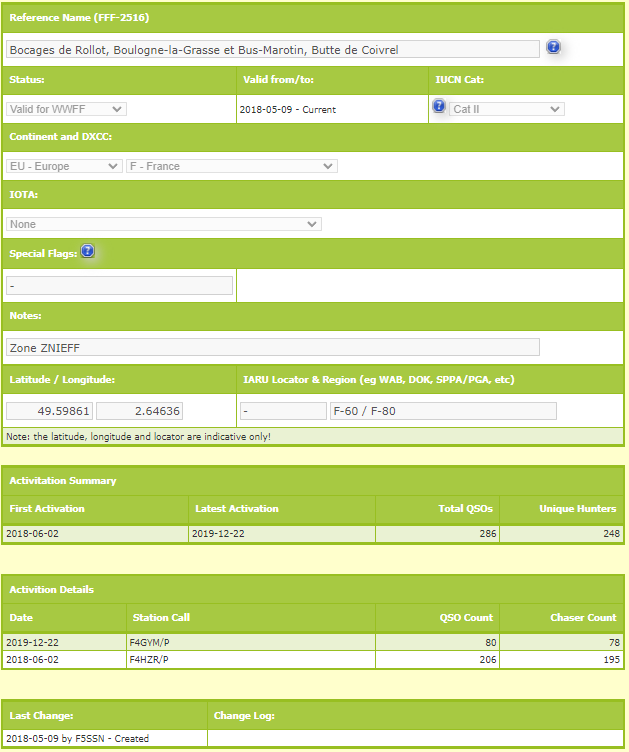 Reference Name (FFF-2516)
Bocages de Rollot, Boulogne-la-Grasse et Bus-Marotin, Butte de Coivrel
Status: Valid from/to: IUCN Cat:
Valid for WWFF 2018-05-09 - Current Cat II
Continent and DXCC:
EU - Europe F - France
IOTA:
None
Special Flags:
-
Notes:
Zone ZNIEFF
Latitude / Longitude: IARU Locator & Region (eg WAB, DOK, SPPA/PGA, etc)
49.59861 2.64636 - F-60 / F-80
Note: the latitude, longitude and locator are indicative only!
Activitation Summary
First Activation Latest Activation Total QSOs Unique Hunters
2018-06-02 2019-12-22 286 248
Activition Details
Date Station Call QSO Count Chaser Count
2019-12-22 F4GYM/P 80 78
2018-06-02 F4HZR/P 206 195
Last Change: Change Log:
2018-05-09 by F5SSN - Created